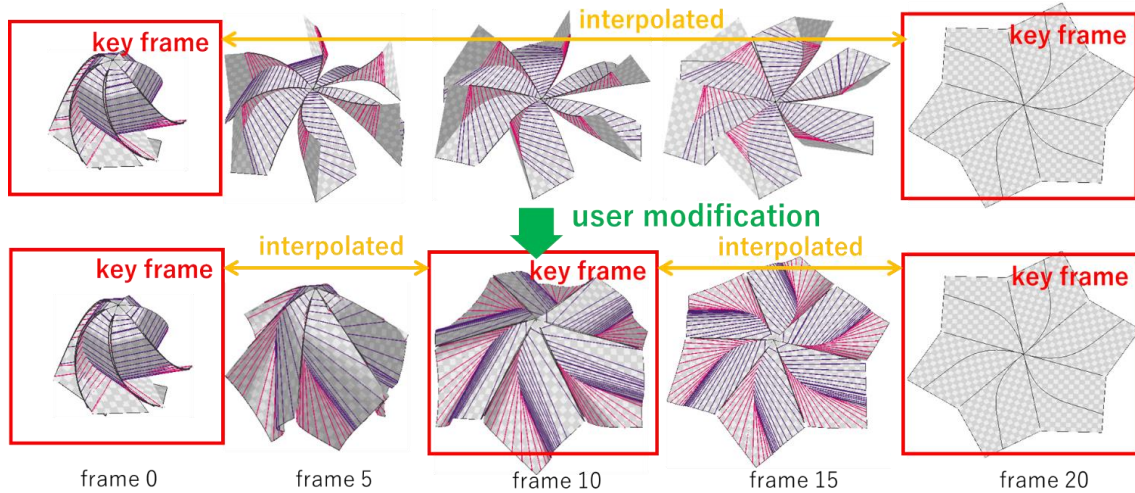 interpolated
key frame
key frame
user modification
interpolated
interpolated
key frame
key frame
key frame
frame 0
frame 5
frame 10
frame 15
frame 20